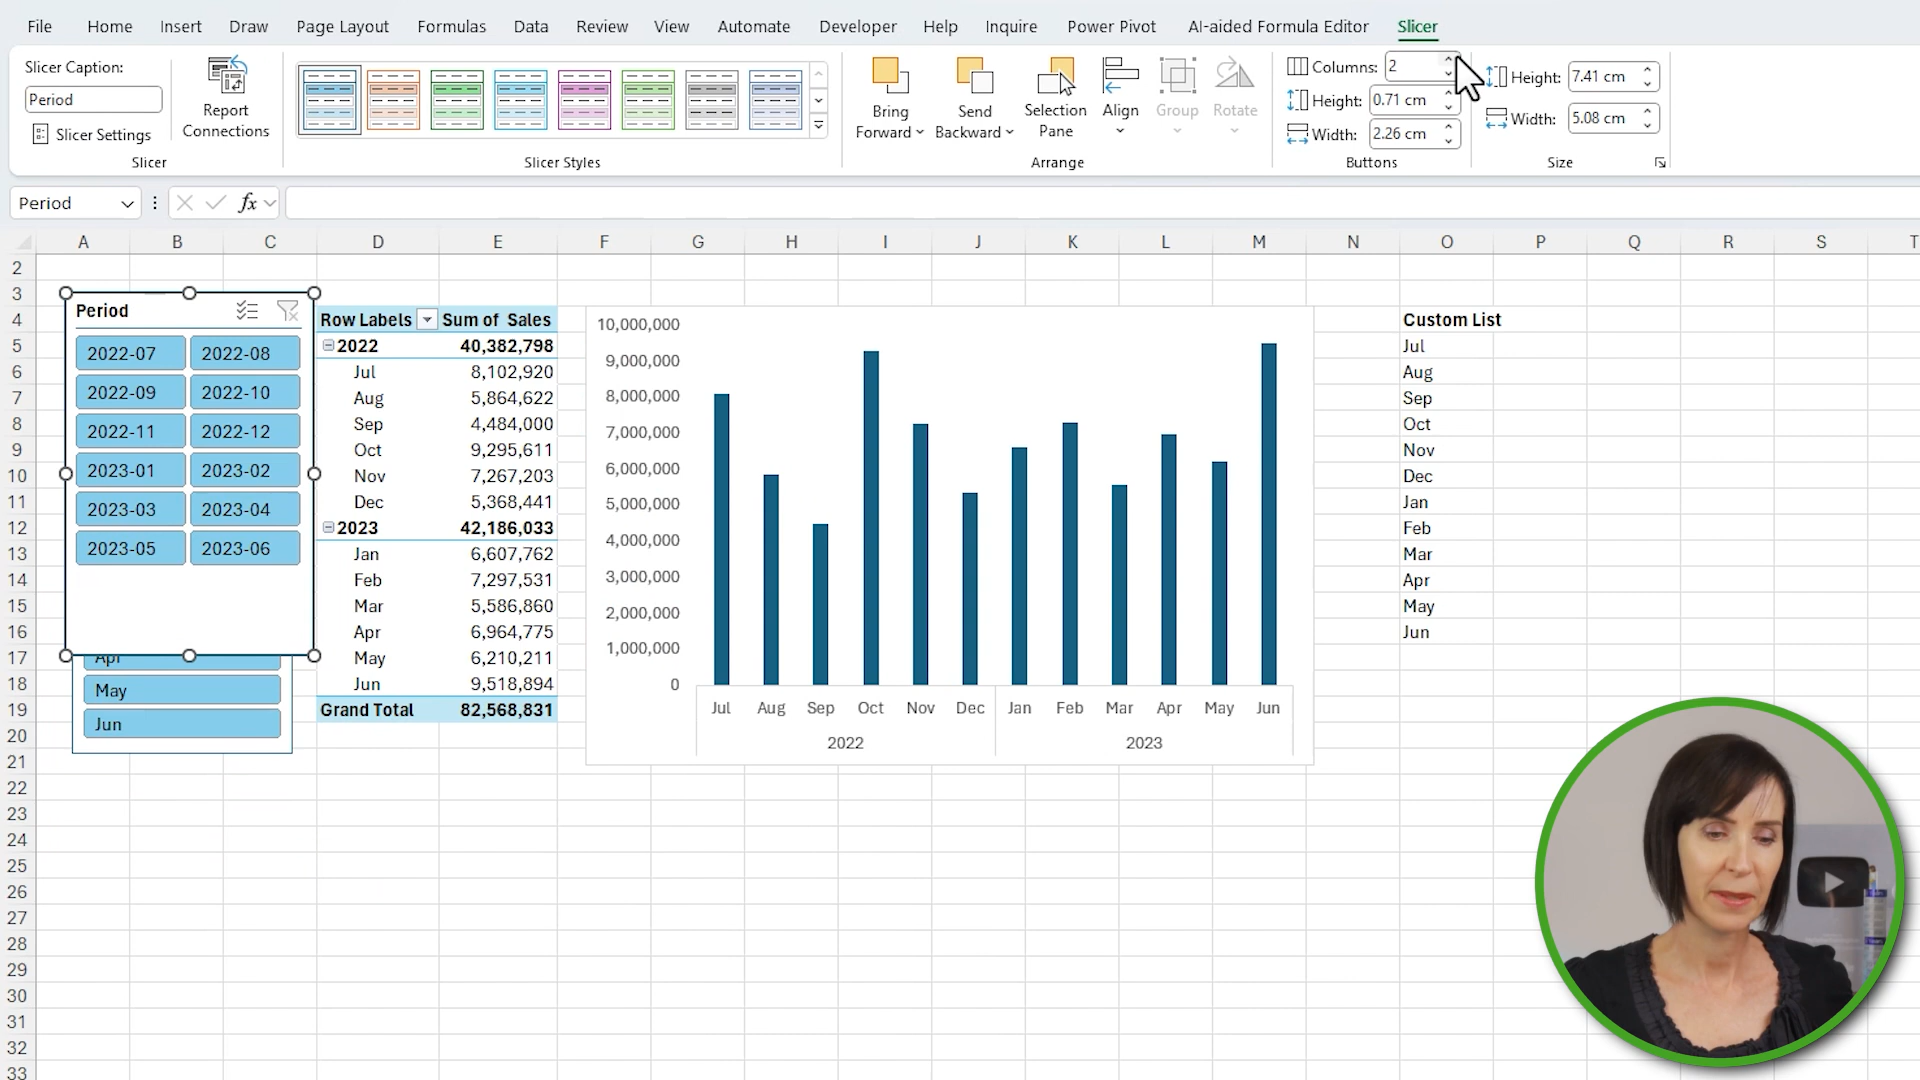 File Home Insert Draw Page Layout Formulas Data Review View Automate Developer Help Inquire Power Pivot AI-aided Formula Editor Slicer
Slicer Caption:
Period
Slicer Settings
Report
Connections
Slicer
Slicer Styles
Bring
Forward
Send
Backward
Selection
Pane
Align
Group
Rotate
Arrange
Columns: 2
Height: 0.71 cm
Width: 2.26 cm
Buttons
Height: 7.41 cm
Width: 5.08 cm
Size
Period
fx
A B C D E F G H I J K L M N O P Q R S T
2
3
4
5
6
7
8
9
10
11
12
13
14
15
16
17
18
19
20
21
22
23
24
25
26
27
28
29
30
31
32
33
Period
2022-07 2022-08
2022-09 2022-10
2022-11 2022-12
2023-01 2023-02
2023-03 2023-04
2023-05 2023-06
Apr
May
Jun
Row Labels Sum of Sales
2022 40,382,798
Jul 8,102,920
Aug 5,864,622
Sep 4,484,000
Oct 9,295,611
Nov 7,267,203
Dec 5,368,441
2023 42,186,033
Jan 6,607,762
Feb 7,297,531
Mar 5,586,860
Apr 6,964,775
May 6,210,211
Jun 9,518,894
Grand Total 82,568,831
10,000,000
9,000,000
8,000,000
7,000,000
6,000,000
5,000,000
4,000,000
3,000,000
2,000,000
1,000,000
0
Jul Aug Sep Oct Nov Dec Jan Feb Mar Apr May Jun
2022 2023
Custom List
Jul
Aug
Sep
Oct
Nov
Dec
Jan
Feb
Mar
Apr
May
Jun